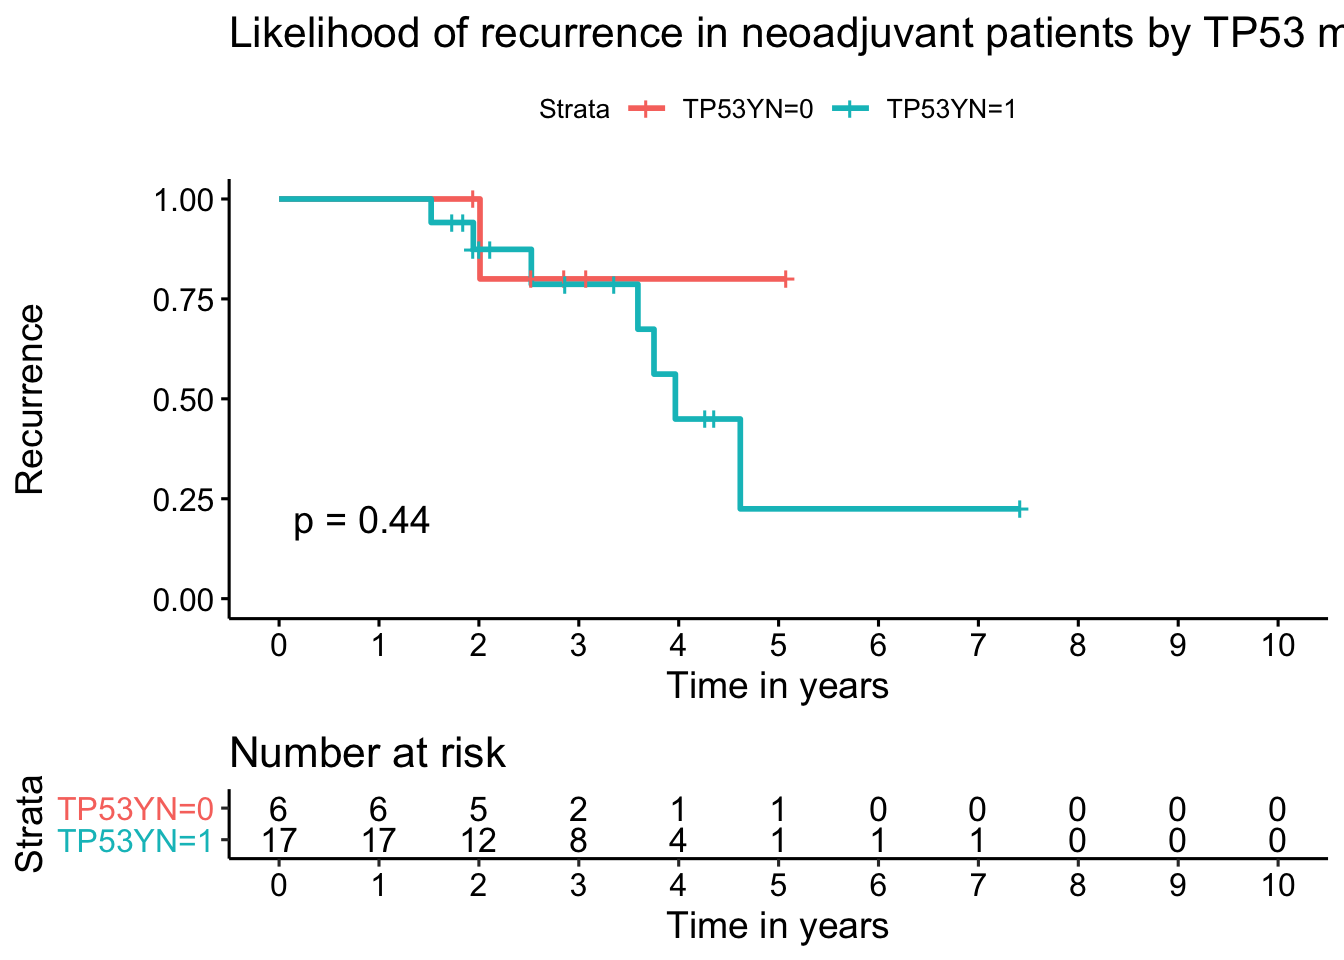 Likelihood of recurrence in neoadjuvant patients by TP53 m
Strata TP53YN=0 TP53YN=1
Recurrence
1.00
0.75
0.50
0.25
0.00
p = 0.44
0 1 2 3 4 5 6 7 8 9 10
Time in years
Number at risk
Strata
TP53YN=0 6 6 5 2 1 1 0 0 0 0 0
TP53YN=1 17 17 12 8 4 1 1 1 0 0 0
0 1 2 3 4 5 6 7 8 9 10
Time in years